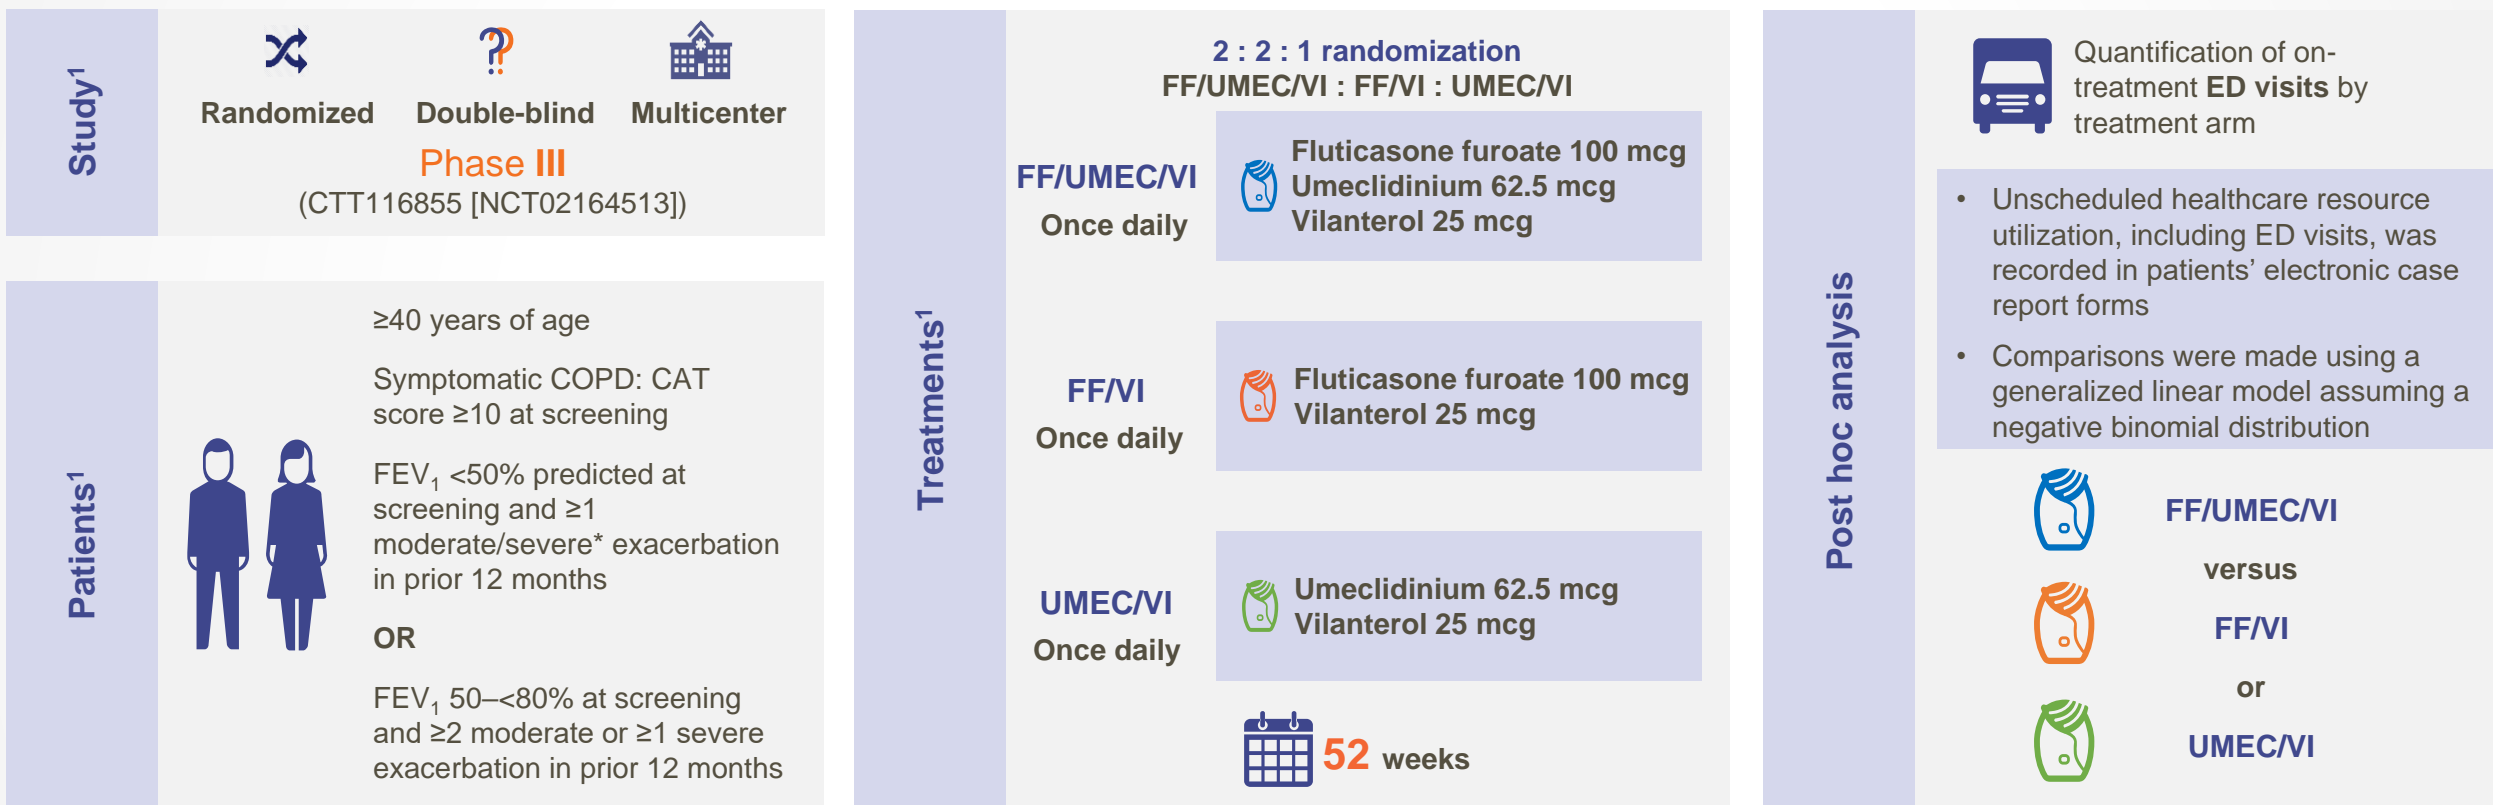 Study¹
Randomized
Double-blind
Multicenter
Phase III
(CTT116855 [NCT02164513])
Patients¹
≥40 years of age
Symptomatic COPD: CAT
score ≥10 at screening
FEV₁ <50% predicted at
screening and ≥1
moderate/severe* exacerbation
in prior 12 months
OR
FEV₁ 50–<80% at screening
and ≥2 moderate or ≥1 severe
exacerbation in prior 12 months
Treatments¹
2 : 2 : 1 randomization
FF/UMEC/VI : FF/VI : UMEC/VI
FF/UMEC/VI
Once daily
Fluticasone furoate 100 mcg
Umeclidinium 62.5 mcg
Vilanterol 25 mcg
FF/VI
Once daily
Fluticasone furoate 100 mcg
Vilanterol 25 mcg
UMEC/VI
Once daily
Umeclidinium 62.5 mcg
Vilanterol 25 mcg
52 weeks
Post hoc analysis
Quantification of on-
treatment ED visits by
treatment arm
• Unscheduled healthcare resource
utilization, including ED visits, was
recorded in patients’ electronic case
report forms
• Comparisons were made using a
generalized linear model assuming a
negative binomial distribution
FF/UMEC/VI
versus
FF/VI
or
UMEC/VI